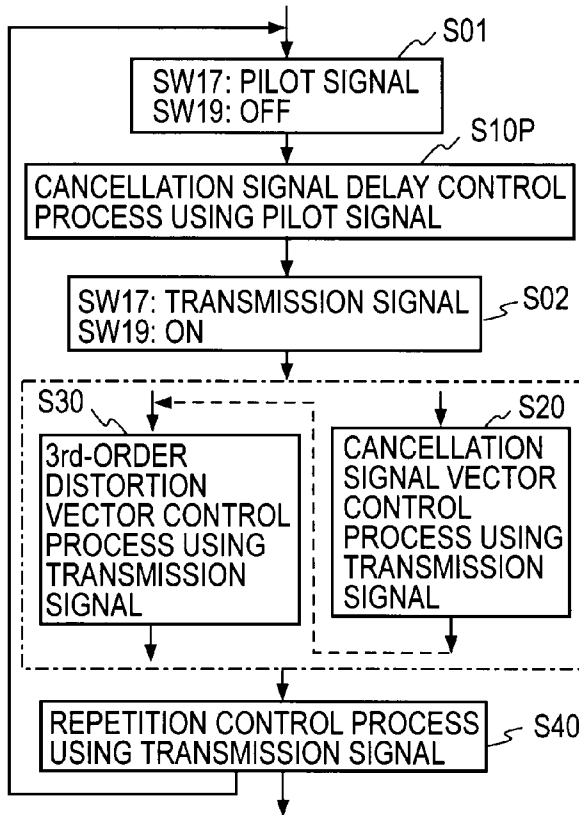 S01
SW17: PILOT SIGNAL
SW19: OFF
S10P
CANCELLATION SIGNAL DELAY CONTROL
PROCESS USING PILOT SIGNAL
SW17: TRANSMISSION SIGNAL
SW19: ON
S02
S30
3rd-ORDER
DISTORTION
VECTOR CONTROL
PROCESS USING
TRANSMISSION
SIGNAL
S20
CANCELLATION
SIGNAL VECTOR
CONTROL
PROCESS USING
TRANSMISSION
SIGNAL
REPETITION CONTROL PROCESS
USING TRANSMISSION SIGNAL
S40